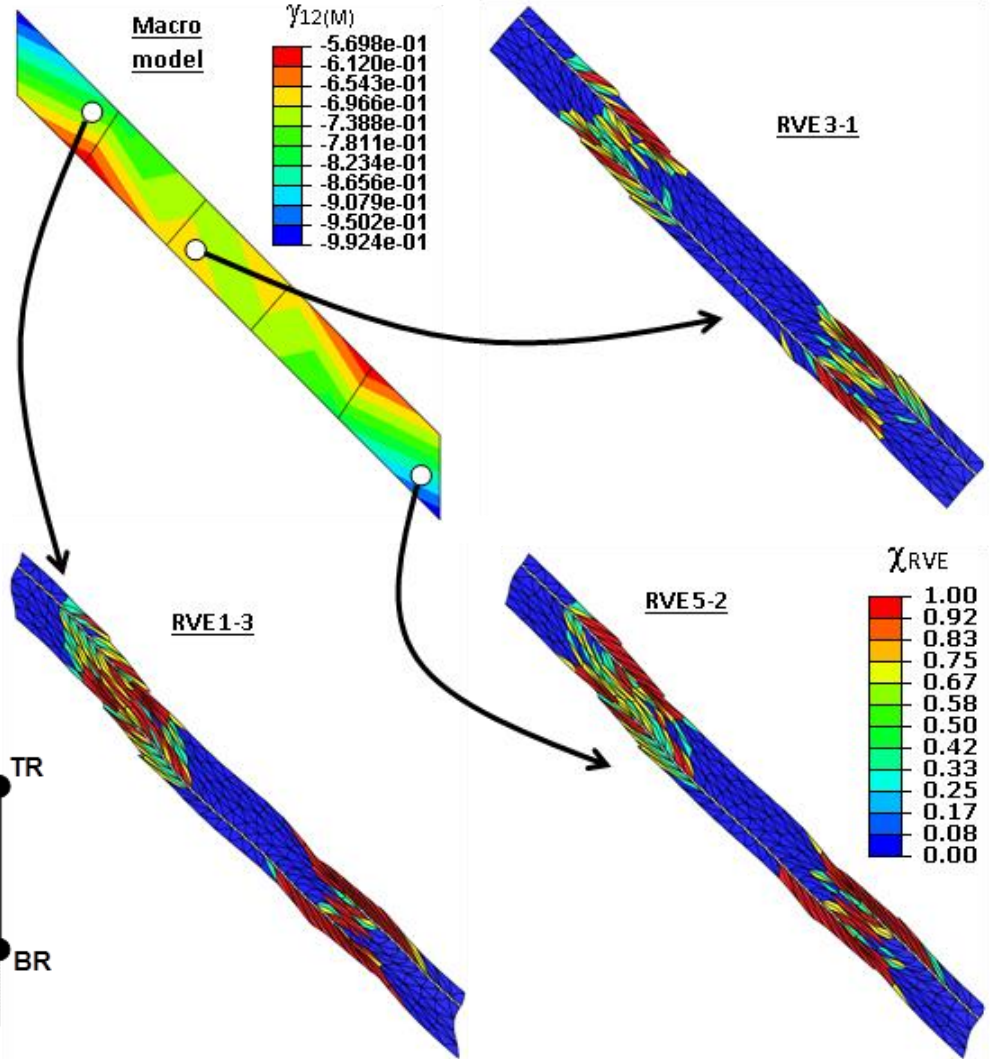 Macro
model
γ12(M)
-5.698e-01
-6.120e-01
-6.543e-01
-6.966e-01
-7.388e-01
-7.811e-01
-8.234e-01
-8.656e-01
-9.079e-01
-9.502e-01
-9.924e-01
RVE 3-1
RVE 1-3
RVE 5-2
χRVE
1.00
0.92
0.83
0.75
0.67
0.58
0.50
0.42
0.33
0.25
0.17
0.08
0.00
TR
BR